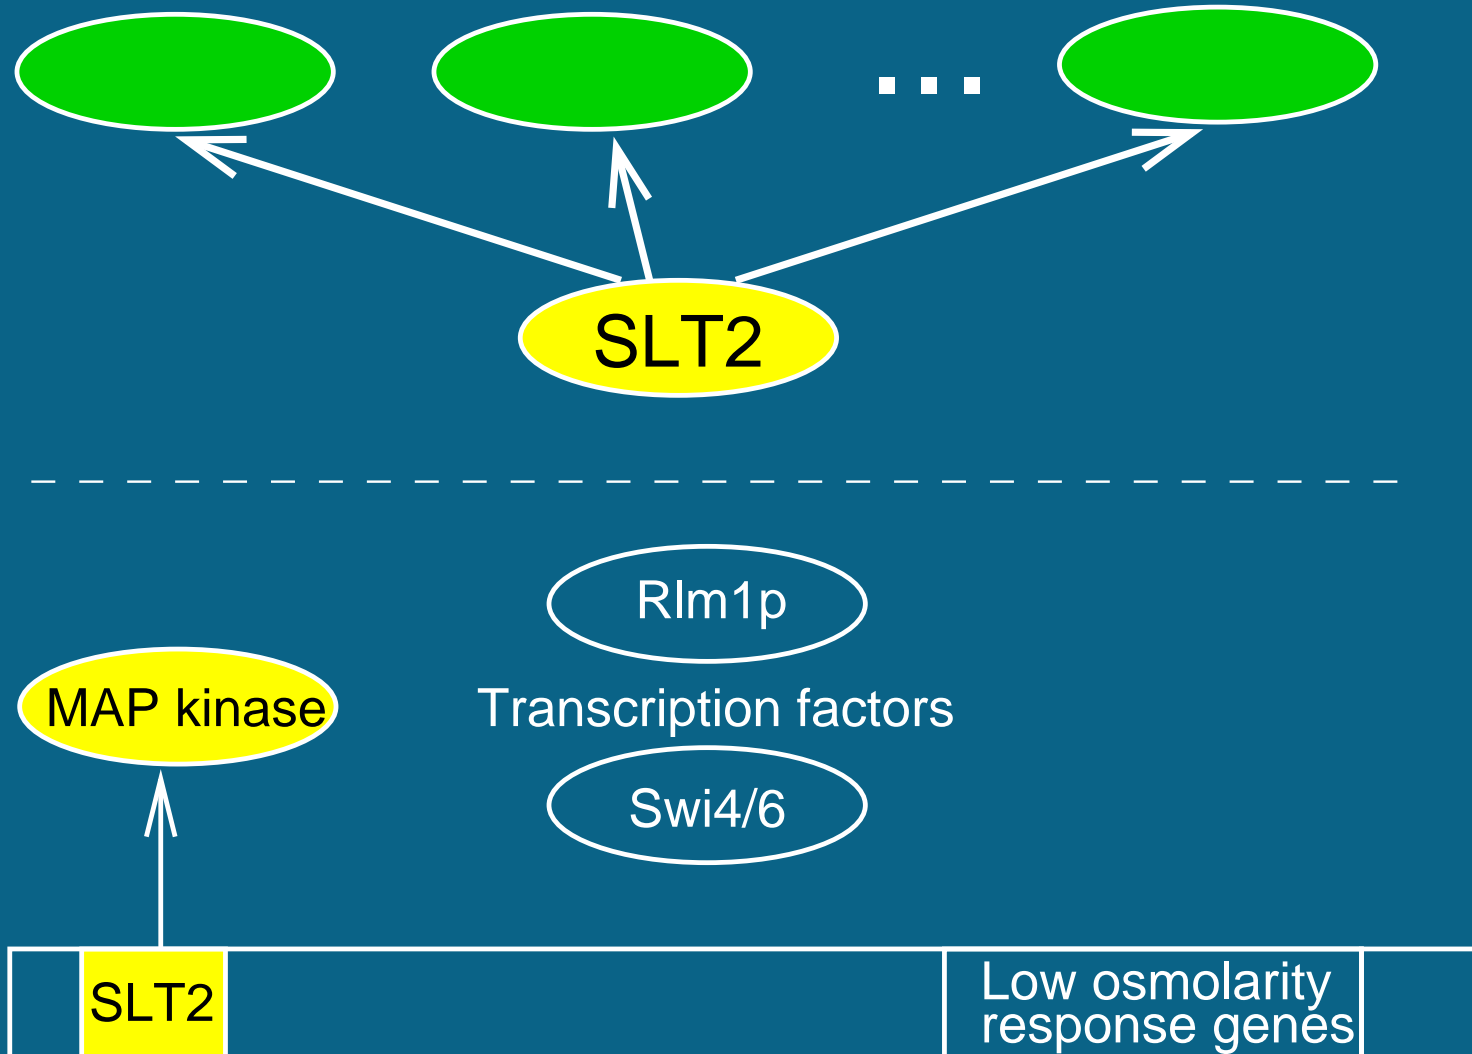 ...
SLT2
Rlm1p
MAP kinase
Transcription factors
Swi4/6
SLT2
Low osmolarity
response genes